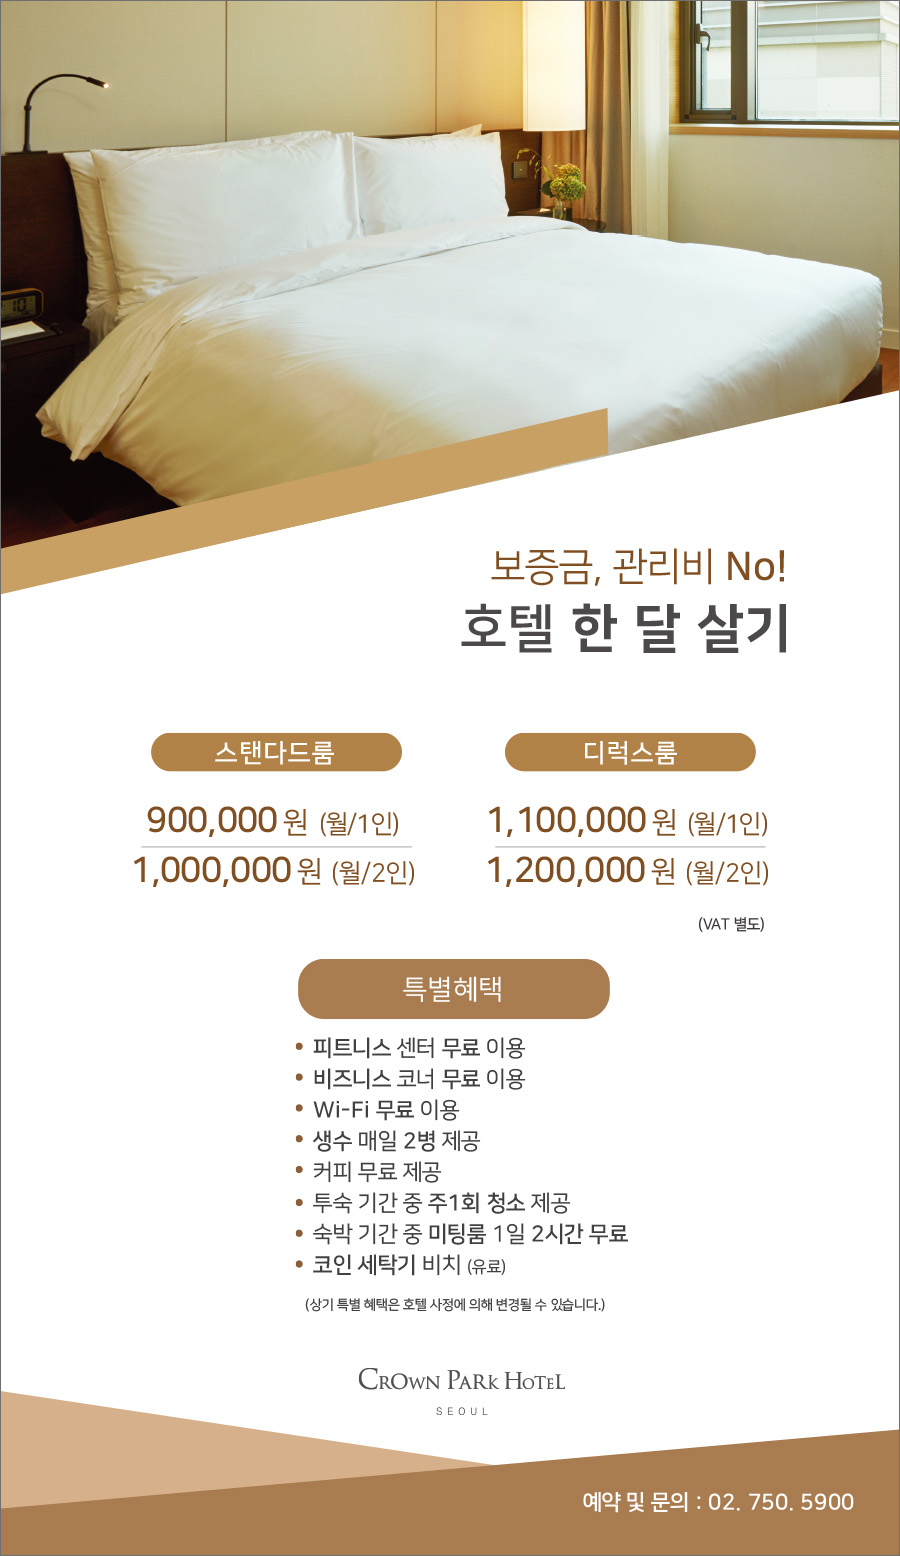 보증금, 관리비 No!
호텔 한 달 살기
스탠다드룸
900,000 원 (월/1인)
1,000,000 원 (월/2인)
디럭스룸
1,100,000 원 (월/1인)
1,200,000 원 (월/2인)
(VAT 별도)
특별혜택
• 피트니스 센터 무료 이용
• 비즈니스 코너 무료 이용
• Wi-Fi 무료 이용
• 생수 매일 2병 제공
• 커피 무료 제공
• 투숙 기간 중 주1회 청소 제공
• 숙박 기간 중 미팅룸 1일 2시간 무료
• 코인 세탁기 비치 (유료)
(상기 특별 혜택은 호텔 사정에 의해 변경될 수 있습니다.)
CROWN PARK HOTEL
SEOUL
예약 및 문의 : 02. 750. 5900